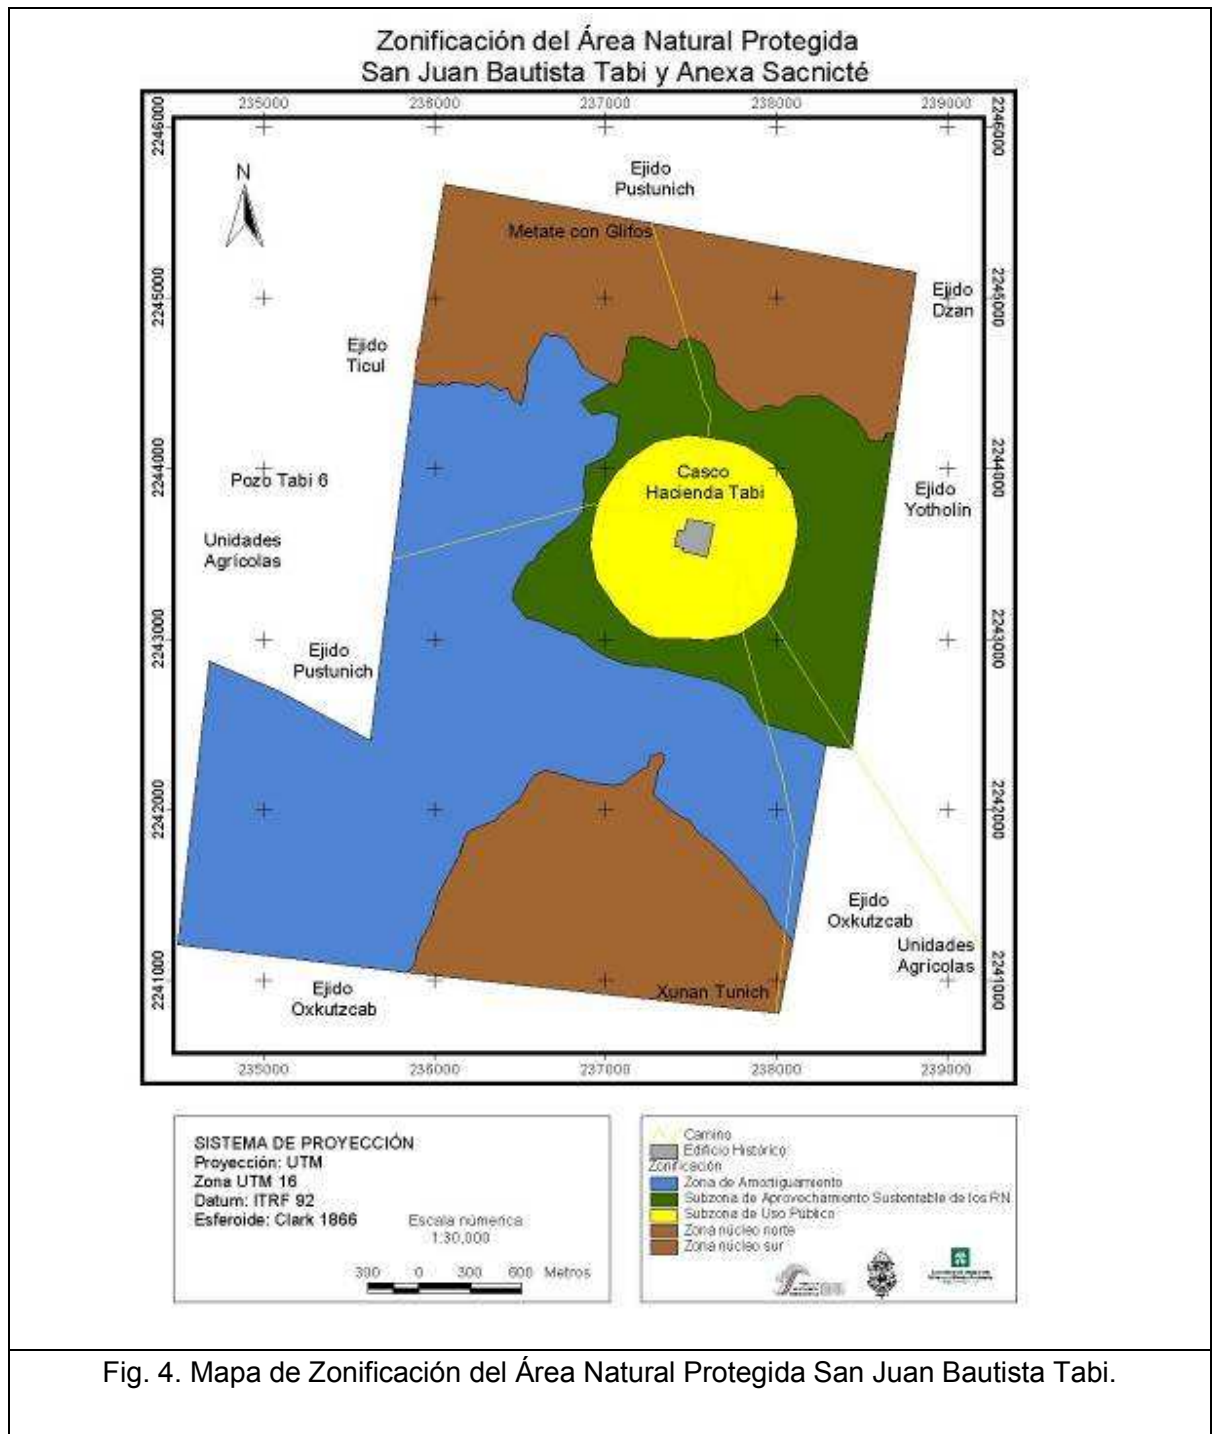 Zonificación del Área Natural Protegida
San Juan Bautista Tabi y Anexa Sacnicté
235000 236000 237000 238000 239000
2246000 2246000
N
Ejido
Pustunich
Metate con Glifos
2245000 2245000
Ejido
Dzan
Ejido
Ticul
2244000 2244000
Casco
Hacienda Tabi
Pozo Tabi 6
Ejido
Yotholin
Unidades
Agrícolas
2243000 2243000
Ejido
Pustunich
2242000 2242000
Ejido
Oxkutzcab
Unidades
Agrícolas
2241000 2241000
Ejido
Oxkutzcab
Xunan Tunich
235000 236000 237000 238000 239000
SISTEMA DE PROYECCIÓN
Proyección: UTM
Zona UTM 16
Datum: ITRF 92
Esferoide: Clark 1866
Escala númerica
1:30,000
300 0 300 600 Metros
Camino
Edificio Histórico
Zonificación
Zona de Amortiguamiento
Subzona de Aprovechamiento Sustentable de los RN
Subzona de Uso Público
Zona núcleo norte
Zona núcleo sur
Fig. 4. Mapa de Zonificación del Área Natural Protegida San Juan Bautista Tabi.